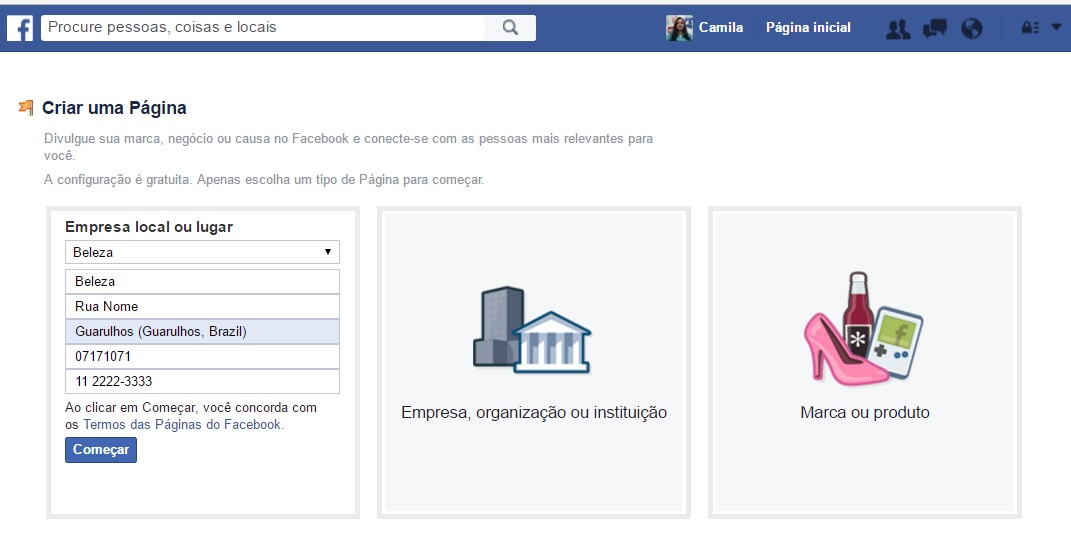 f
Procure pessoas, coisas e locais
Camila
Página inicial
Criar uma Página
Divulgue sua marca, negócio ou causa no Facebook e conecte-se com as pessoas mais relevantes para
você.
A configuração é gratuita. Apenas escolha um tipo de Página para começar.
Empresa local ou lugar
Beleza
Beleza
Rua Nome
Guarulhos (Guarulhos, Brazil)
07171071
11 2222-3333
Ao clicar em Começar, você concorda com
os Termos das Páginas do Facebook.
Começar
Empresa, organização ou instituição
f
Marca ou produto